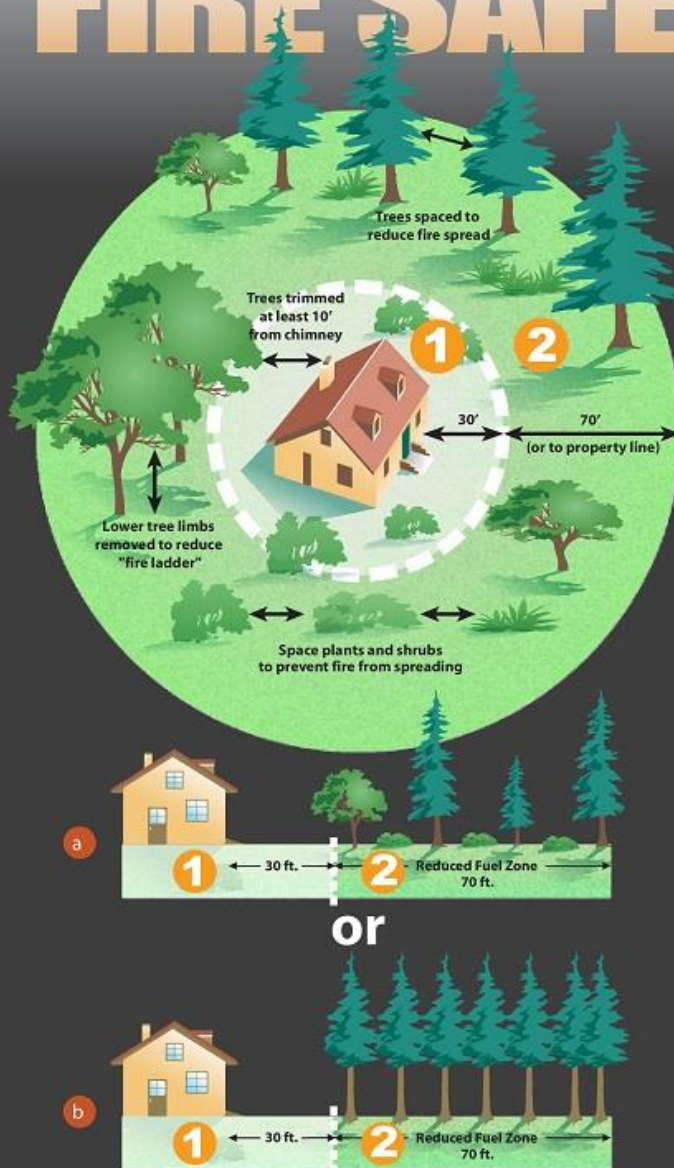 FIRE SAFE
Trees spaced to
reduce fire spread
Trees trimmed
at least 10'
from chimney
1
2
30'
70'
(or to property line)
Lower tree limbs
removed to reduce
"fire ladder"
Space plants and shrubs
to prevent fire from spreading
a
1
30 ft.
2
Reduced Fuel Zone
70 ft.
or
b
1
30 ft.
2
Reduced Fuel Zone
70 ft.